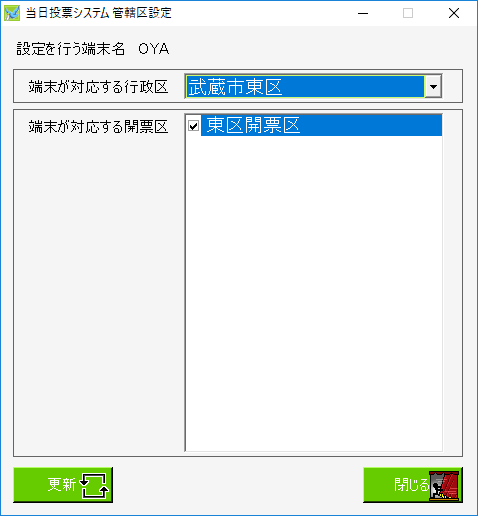 当日投票システム 管轄区設定
設定を行う端末名 OYA
端末が対応する行政区 武蔵市東区
端末が対応する開票区 東区開票区
更新 閉じる